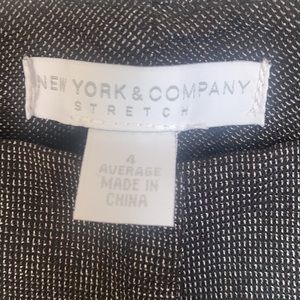 NEW YORK & COMPANY
STRETCH
4
AVERAGE
MADE IN
CHINA